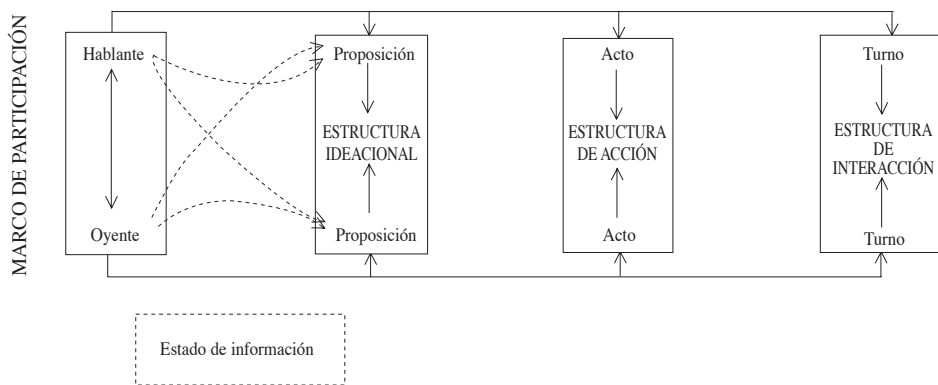 MARCO DE PARTICIPACIÓN
Hablante
Proposición
Acto
Turno
ESTRUCTURA
IDEACIONAL
ESTRUCTURA
DE ACCIÓN
ESTRUCTURA
DE
INTERACCIÓN
Oyente
Proposición
Acto
Turno
Estado de información